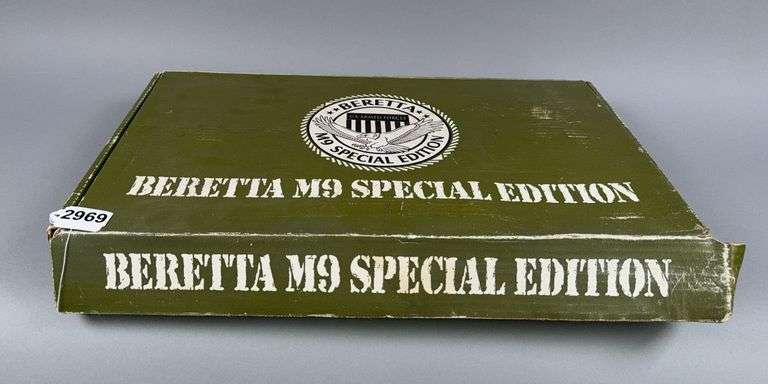 BERETTA
U.S. ARMED FORCES
M9 SPECIAL EDITION
BERETTA M9 SPECIAL EDITION
2969
BERETTA M9 SPECIAL EDITION